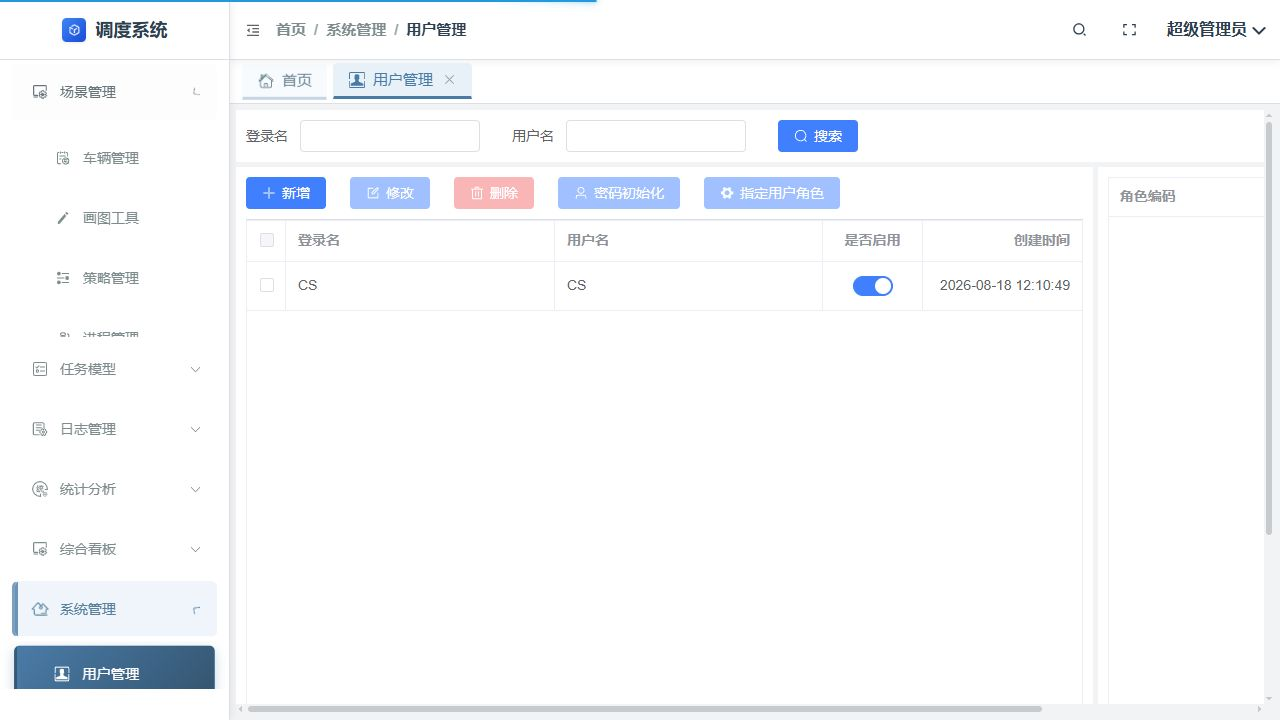 调度系统
首页 / 系统管理 / 用户管理
超级管理员
首页
用户管理
场景管理
车辆管理
画图工具
策略管理
进程管理
任务模型
日志管理
统计分析
综合看板
系统管理
用户管理
登录名
用户名
搜索
新增
修改
删除
密码初始化
指定用户角色
登录名 用户名 是否启用 创建时间
CS CS 2026-08-18 12:10:49
角色编码